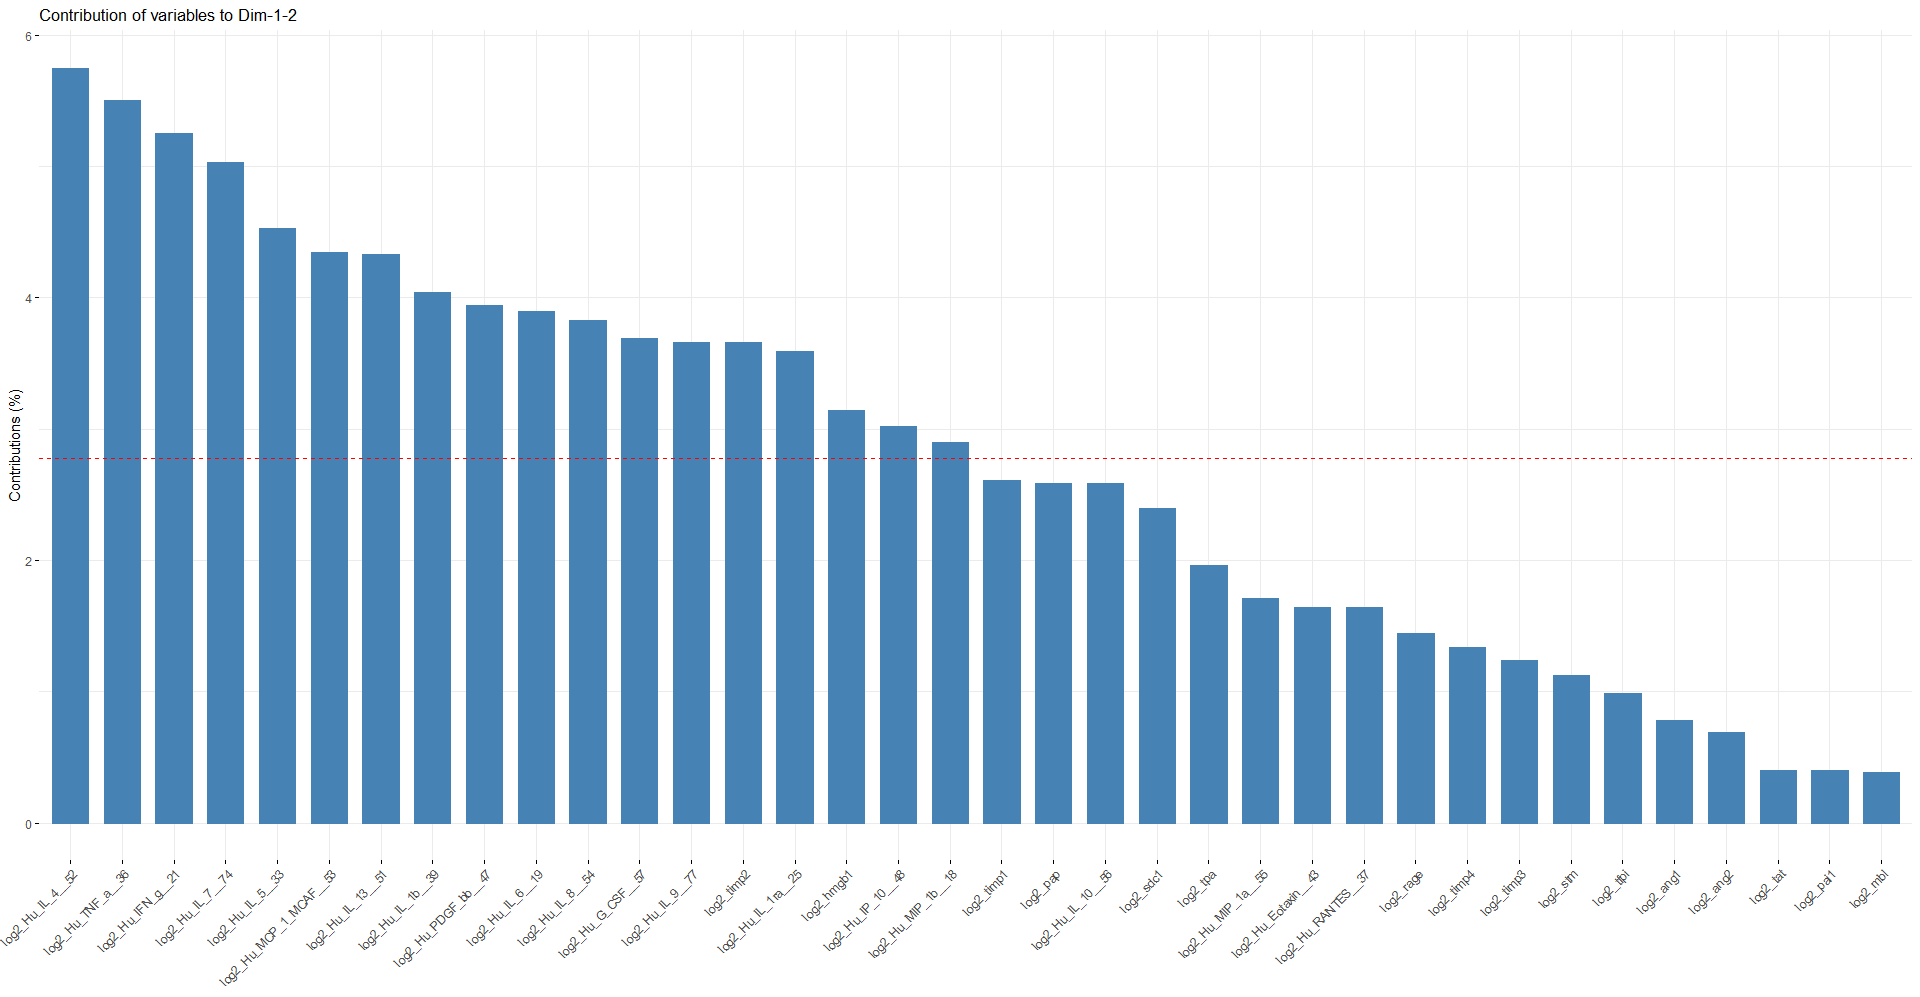 Contribution of variables to Dim-1-2
Contributions (%)
6
4
2
0
log2_Hu_IL_4__52
log2_Hu_TNF_a__36
log2_Hu_IFN_g__21
log2_Hu_IL_7__74
log2_Hu_IL_5__33
log2_Hu_MCP_1_MCAF__53
log2_Hu_IL_13__51
log2_Hu_IL_1b__39
log2_Hu_PDGF_bb__47
log2_Hu_IL_6__19
log2_Hu_IL_8__54
log2_Hu_G_CSF__57
log2_Hu_IL_9__77
log2_timp2
log2_Hu_IL_1ra__25
log2_hmgb1
log2_Hu_IP_10__48
log2_Hu_MIP_1b__18
log2_timp1
log2_pap
log2_Hu_IL_10__56
log2_sdc1
log2_tpa
log2_Hu_MIP_1a__55
log2_Hu_Eotaxin__43
log2_Hu_RANTES__37
log2_rage
log2_timp4
log2_timp3
log2_stm
log2_tfpi
log2_ang1
log2_ang2
log2_tat
log2_pai1
log2_mbl